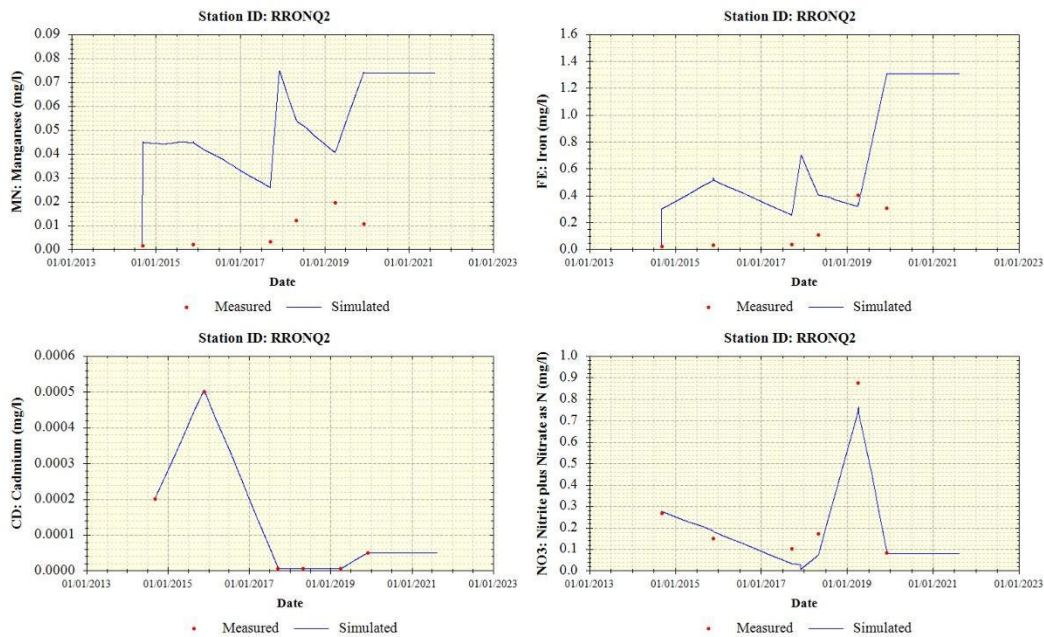 Station ID: RRONQ2
MN: Manganese (mg/l)
0.09
0.08
0.07
0.06
0.05
0.04
0.03
0.02
0.01
0.00
01/01/2013 01/01/2015 01/01/2017 01/01/2019 01/01/2021 01/01/2023
Date
Measured Simulated
Station ID: RRONQ2
FE: Iron (mg/l)
1.6
1.4
1.2
1.0
0.8
0.6
0.4
0.2
0.0
01/01/2013 01/01/2015 01/01/2017 01/01/2019 01/01/2021 01/01/2023
Date
Measured Simulated
Station ID: RRONQ2
CD: Cadmium (mg/l)
0.0006
0.0005
0.0004
0.0003
0.0002
0.0001
0.0000
01/01/2013 01/01/2015 01/01/2017 01/01/2019 01/01/2021 01/01/2023
Date
Measured Simulated
Station ID: RRONQ2
NO3: Nitrite plus Nitrate as N (mg/l)
1.0
0.9
0.8
0.7
0.6
0.5
0.4
0.3
0.2
0.1
0.0
01/01/2013 01/01/2015 01/01/2017 01/01/2019 01/01/2021 01/01/2023
Date
Measured Simulated